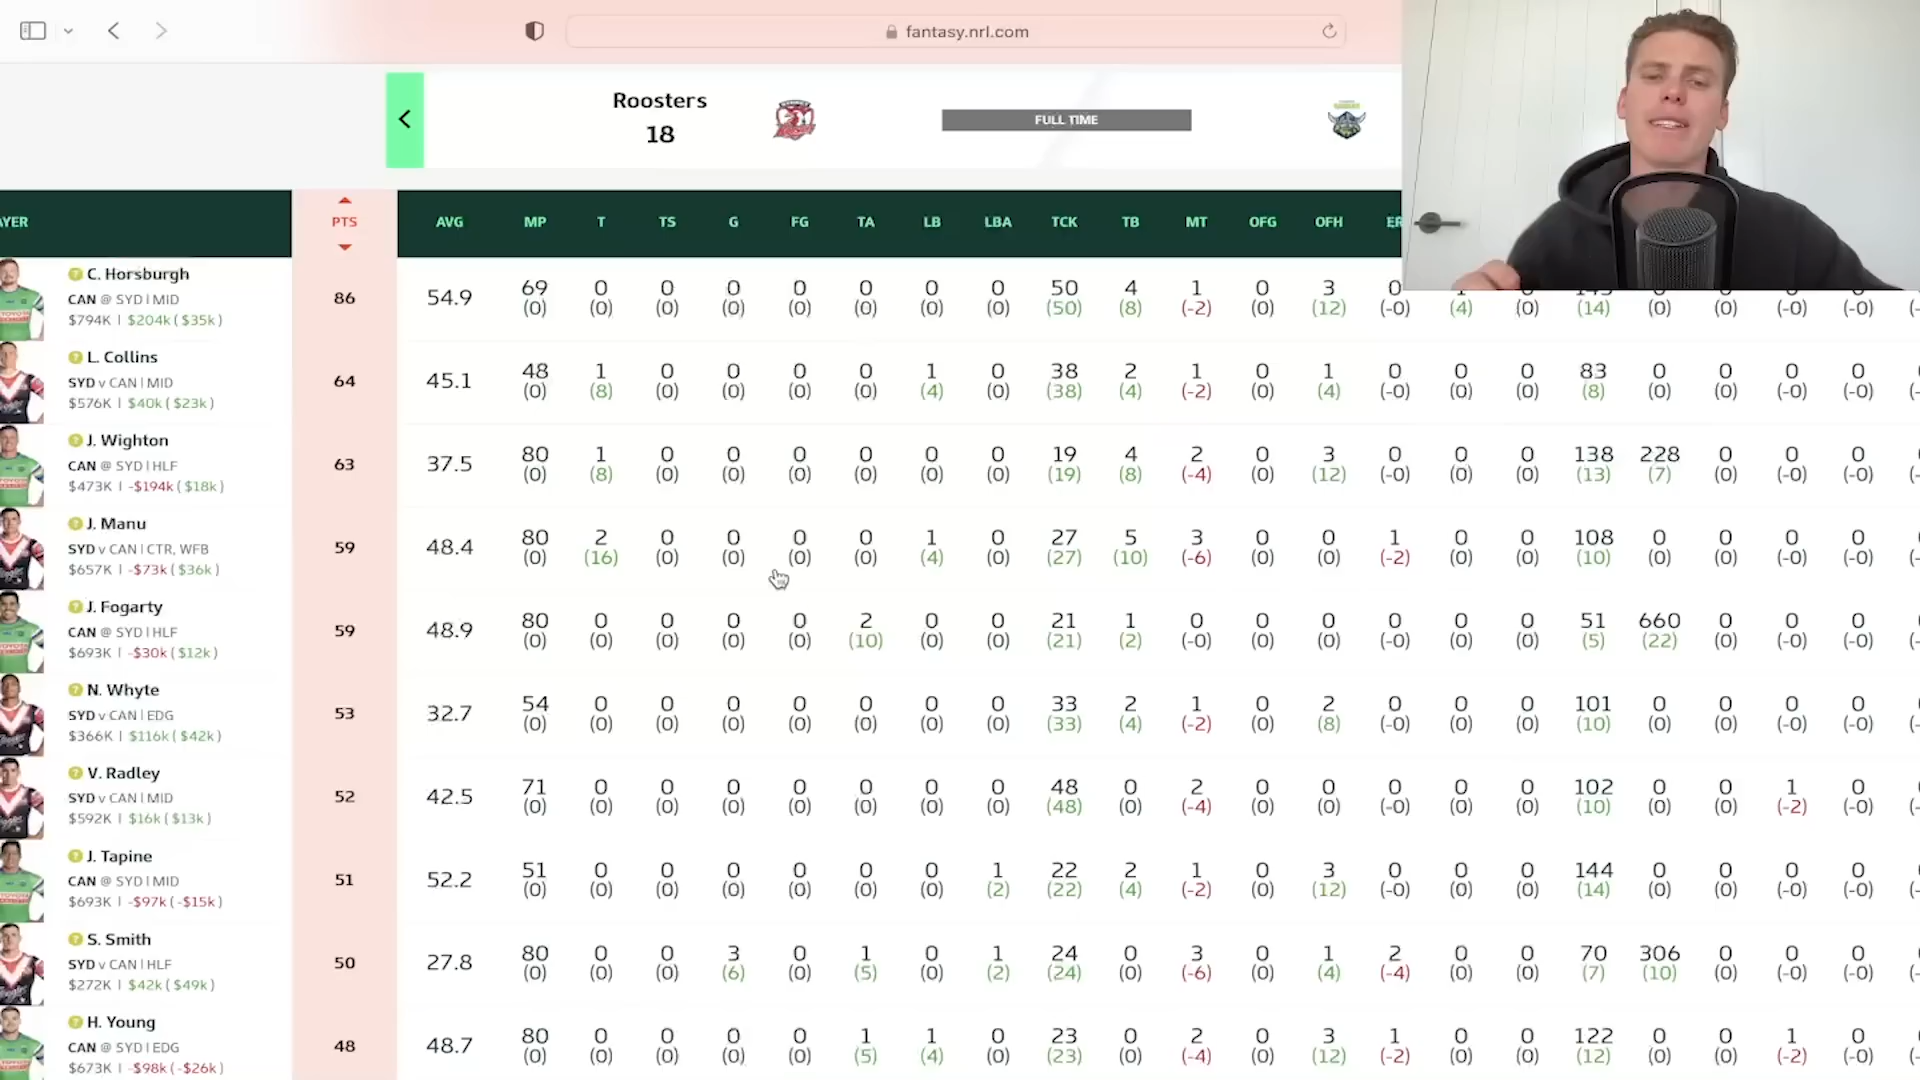 fantasy.nrl.com
Roosters
18
FULL TIME
AYER PTS AVG MP T TS G FG TA LB LBA TCK TB MT OFG OFH ER
C. Horsburgh
CAN @ SYD | MID
$794K | $204k ( $35k )
86 54.9 69 0 0 0 0 0 0 0 50 4 1 0 3 0
(0) (0) (0) (0) (0) (0) (0) (0) (50) (8) (-2) (0) (12) (-0) (4) (0) (14) (0) (0) (-0) (-0) (-
L. Collins
SYD v CAN | MID
$576K | $40k ( $23k )
64 45.1 48 1 0 0 0 0 1 0 38 2 1 0 1 0 0 0 83 0 0 0 0
(0) (8) (0) (0) (0) (0) (4) (0) (38) (4) (-2) (0) (4) (-0) (0) (0) (8) (0) (0) (-0) (-0) (-
J. Wighton
CAN @ SYD | HLF
$473K | -$194k ( $18k )
63 37.5 80 1 0 0 0 0 0 0 19 4 2 0 3 0 0 0 138 228 0 0 0
(0) (8) (0) (0) (0) (0) (0) (0) (19) (8) (-4) (0) (12) (-0) (0) (0) (13) (7) (0) (-0) (-0) (-
J. Manu
SYD v CAN | CTR, WFB
$657K | -$73k ( $36k )
59 48.4 80 2 0 0 0 0 1 0 27 5 3 0 0 1 0 0 108 0 0 0 0
(0) (16) (0) (0) (0) (0) (4) (0) (27) (10) (-6) (0) (0) (-2) (0) (0) (10) (0) (0) (-0) (-0) (-
J. Fogarty
CAN @ SYD | HLF
$693K | -$30k ( $12k )
59 48.9 80 0 0 0 0 2 0 0 21 1 0 0 0 0 0 0 51 660 0 0 0
(0) (0) (0) (0) (0) (10) (0) (0) (21) (2) (-0) (0) (0) (-0) (0) (0) (5) (22) (0) (-0) (-0) (-
N. Whyte
SYD v CAN | EDG
$366K | $116k ( $42k )
53 32.7 54 0 0 0 0 0 0 0 33 2 1 0 2 0 0 0 101 0 0 0 0
(0) (0) (0) (0) (0) (0) (0) (0) (33) (4) (-2) (0) (8) (-0) (0) (0) (10) (0) (0) (-0) (-0) (-
V. Radley
SYD v CAN | MID
$592K | $16k ( $13k )
52 42.5 71 0 0 0 0 0 0 0 48 0 2 0 0 0 0 0 102 0 0 1 0
(0) (0) (0) (0) (0) (0) (0) (0) (48) (0) (-4) (0) (0) (-0) (0) (0) (10) (0) (0) (-2) (-0) (-
J. Tapine
CAN @ SYD | MID
$693K | -$97k ( -$15k )
51 52.2 51 0 0 0 0 0 0 1 22 2 1 0 3 0 0 0 144 0 0 0 0
(0) (0) (0) (0) (0) (0) (0) (2) (22) (4) (-2) (0) (12) (-0) (0) (0) (14) (0) (0) (-0) (-0) (-
S. Smith
SYD v CAN | HLF
$272K | $42k ( $49k )
50 27.8 80 0 0 3 0 1 0 1 24 0 3 0 1 2 0 0 70 306 0 0 0
(0) (0) (0) (6) (0) (5) (0) (2) (24) (0) (-6) (0) (4) (-4) (0) (0) (7) (10) (0) (-0) (-0) (-
H. Young
CAN @ SYD | EDG
$673K | -$98k ( -$26k )
48 48.7 80 0 0 0 0 1 1 0 23 0 2 0 3 1 0 0 122 0 0 1 0
(0) (0) (0) (0) (0) (5) (4) (0) (23) (0) (-4) (0) (12) (-2) (0) (0) (12) (0) (0) (-2) (-0) (-